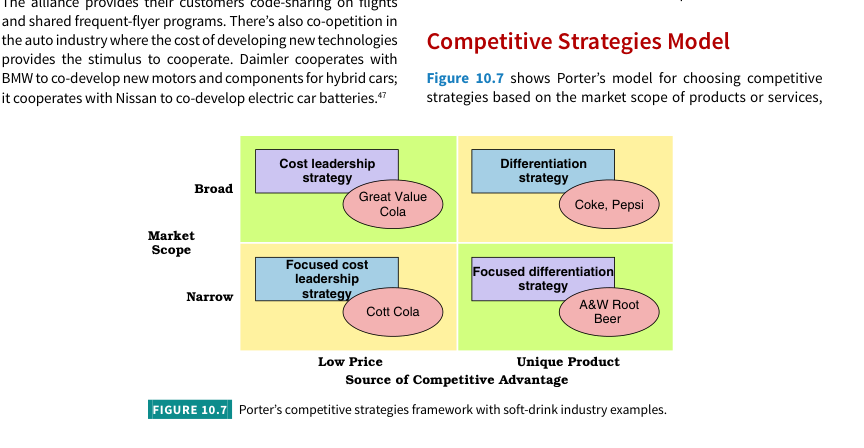 The alliance provides their customers code-sharing on flights
and shared frequent-flyer programs. There's also co-opetition in
the auto industry where the cost of developing new technologies
provides the stimulus to cooperate. Daimler cooperates with
BMW to co-develop new motors and components for hybrid cars;
it cooperates with Nissan to co-develop electric car batteries.47
Competitive Strategies Model
Figure 10.7 shows Porter's model for choosing competitive
strategies based on the market scope of products or services,
Cost leadership
strategy
Great Value
Cola
Differentiation
strategy
Coke, Pepsi
Broad
Market
Scope
Narrow
Focused cost
leadership
strategy
Cott Cola
Focused differentiation
strategy
A&W Root
Beer
Low Price
Unique Product
Source of Competitive Advantage
FIGURE 10.7 Porter's competitive strategies framework with soft-drink industry examples.